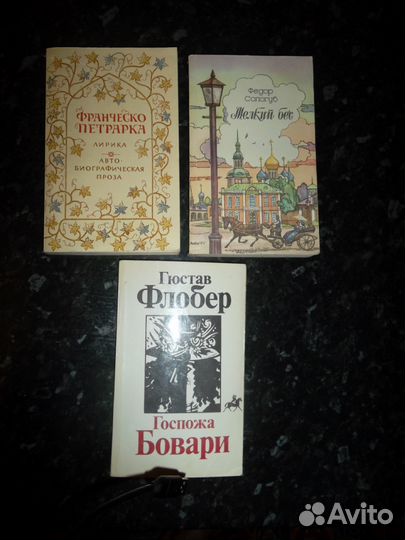 ФРАНЧЕСКО
ПЕТРАРКА
ЛИРИКА
АВТО-
БИОГРАФИЧЕСКАЯ
ПРОЗА
Федор
Сологуб
Мелкий бес
Гюстав
Флобер
Госпожа
Бовари
Avito